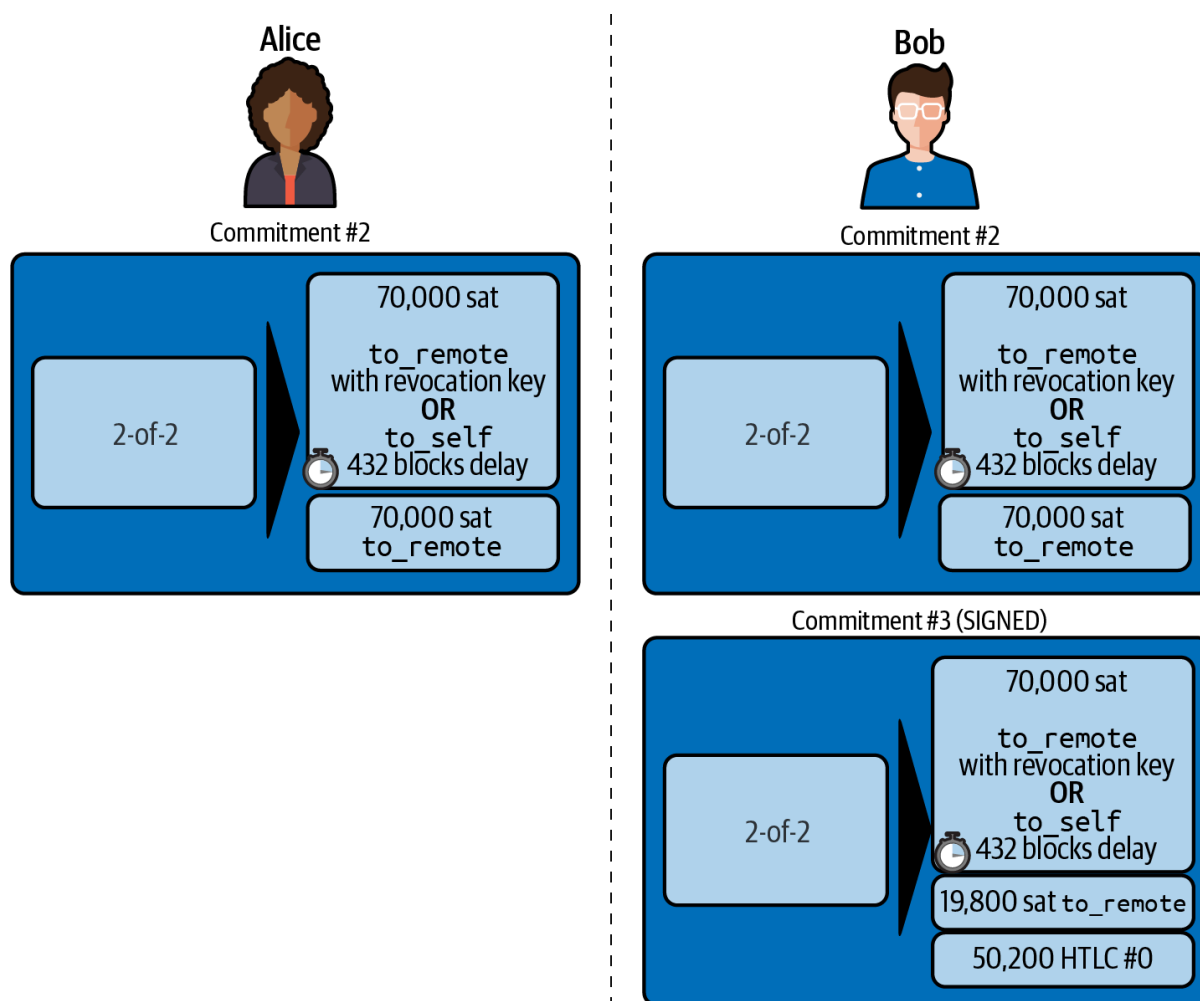 Alice
Commitment #2
2-of-2
70,000 sat
to_remote
with revocation key
OR
to_self
432 blocks delay
70,000 sat
to_remote
Bob
Commitment #2
2-of-2
70,000 sat
to_remote
with revocation key
OR
to_self
432 blocks delay
70,000 sat
to_remote
Commitment #3 (SIGNED)
2-of-2
70,000 sat
to_remote
with revocation key
OR
to_self
432 blocks delay
19,800 sat to_remote
50,200 HTLC #0